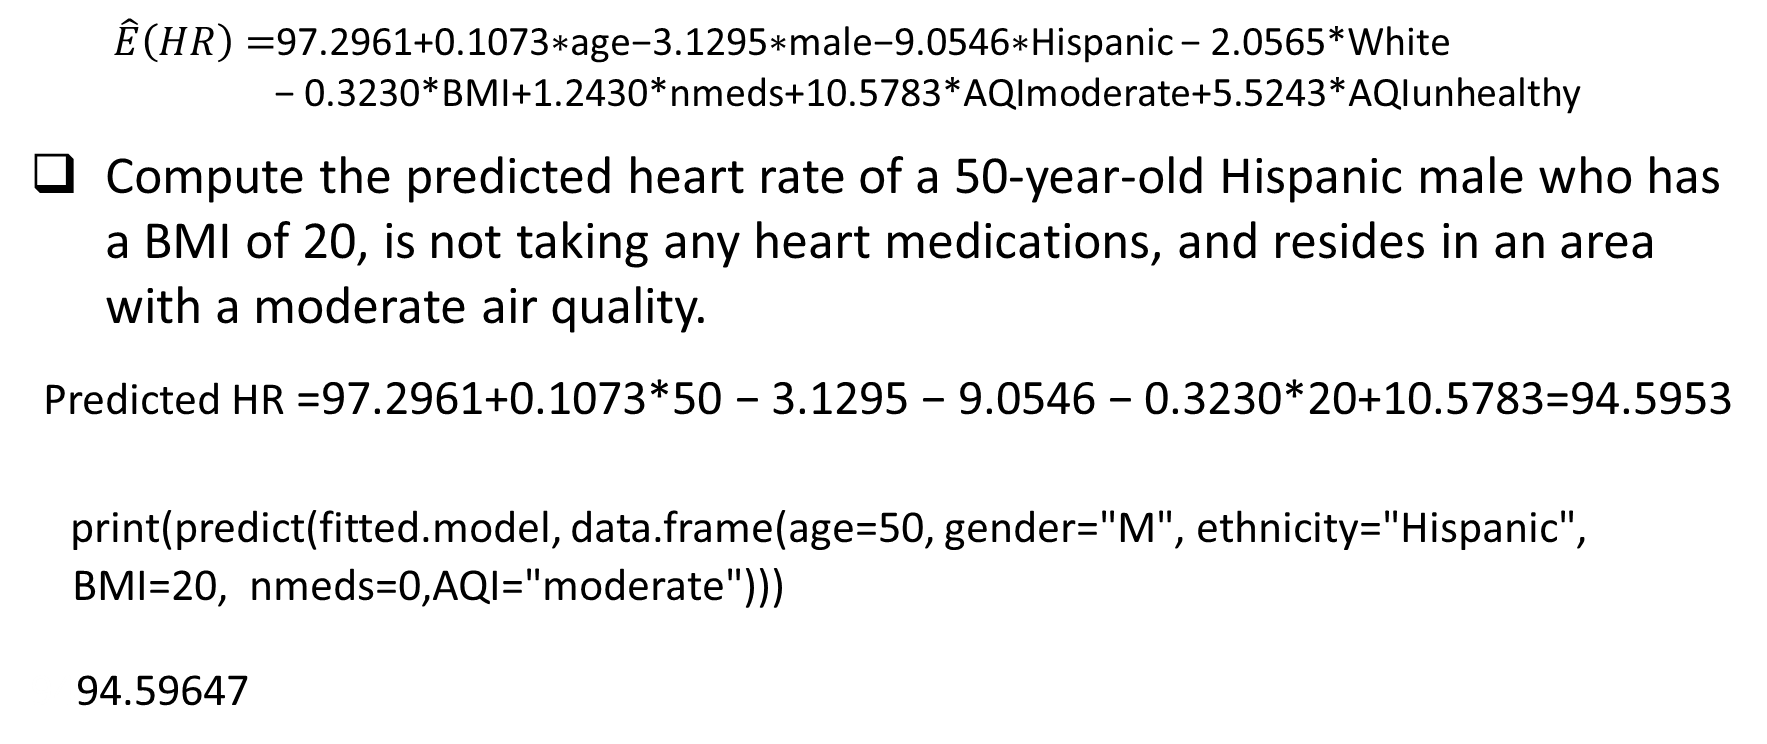 Ê(HR) =97.2961+0.1073∗age−3.1295∗male−9.0546∗Hispanic − 2.0565*White
− 0.3230*BMI+1.2430*nmeds+10.5783*AQImoderate+5.5243*AQIunhealthy
❑ Compute the predicted heart rate of a 50-year-old Hispanic male who has
a BMI of 20, is not taking any heart medications, and resides in an area
with a moderate air quality.
Predicted HR =97.2961+0.1073*50 − 3.1295 − 9.0546 − 0.3230*20+10.5783=94.5953
print(predict(fitted.model, data.frame(age=50, gender="M", ethnicity="Hispanic",
BMI=20, nmeds=0,AQI="moderate")))
94.59647